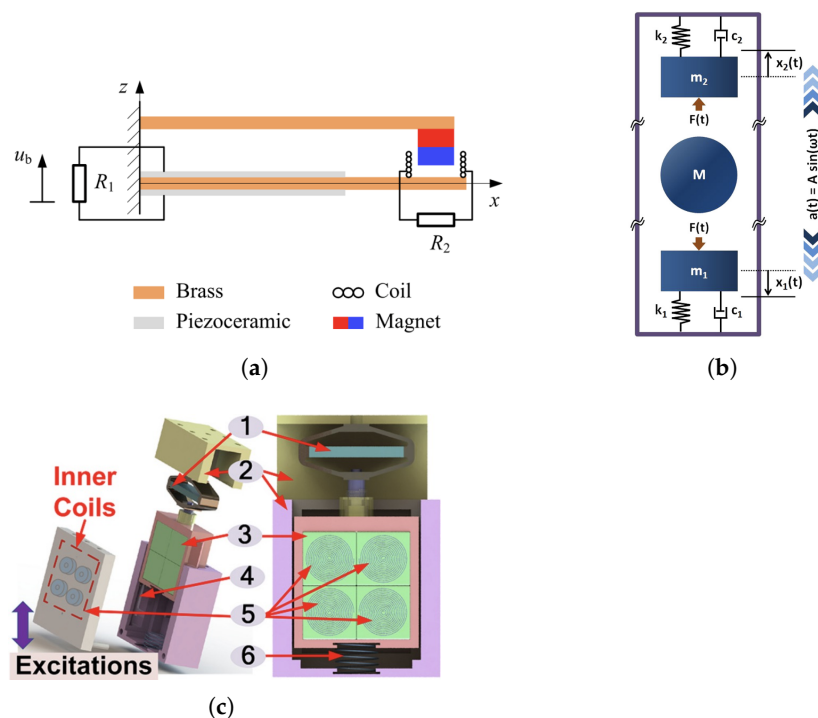 z
u_b
R_1
x
R_2
Brass
Coil
Piezoceramic
Magnet
(a)
k_2
c_2
x_2(t)
m_2
F(t)
M
a(t) = A sin(ωt)
F(t)
m_1
x_1(t)
k_1
c_1
(b)
1
2
Inner
Coils
3
4
5
Excitations
6
(c)